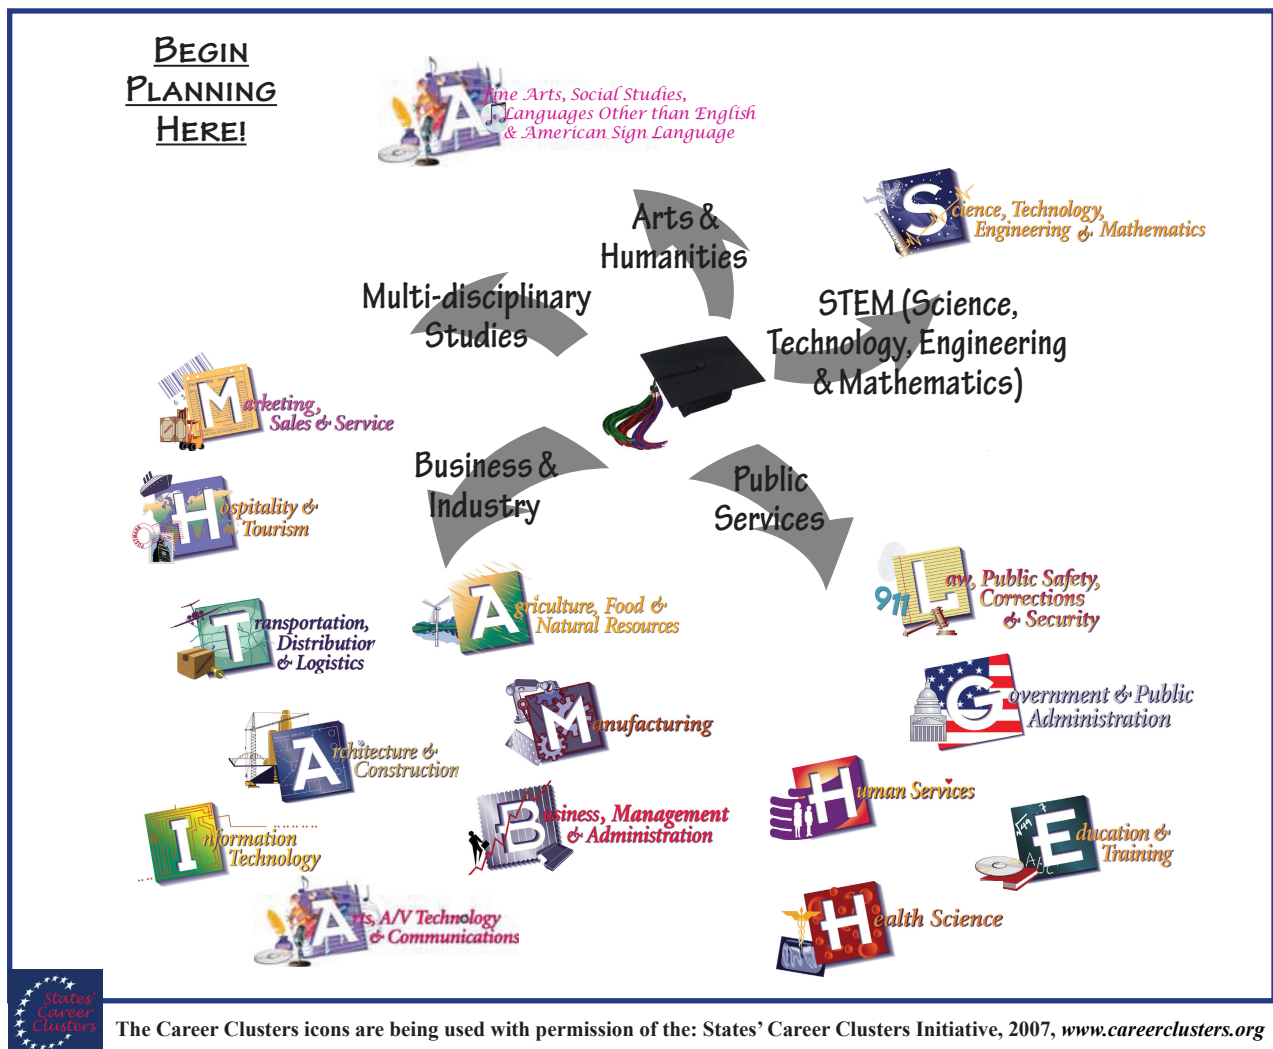 BEGIN
PLANNING
HERE!
Fine Arts, Social Studies,
Languages Other than English
& American Sign Language
Science, Technology,
Engineering & Mathematics
Arts &
Humanities
Multi-disciplinary
Studies
STEM (Science,
Technology, Engineering
& Mathematics)
Marketing,
Sales & Service
Business &
Industry
Public
Services
Hospitality &
Tourism
Agriculture, Food &
Natural Resources
911
Law, Public Safety,
Corrections
& Security
Transportation,
Distribution
& Logistics
Government & Public
Administration
Manufacturing
Architecture &
Construction
Human Services
Business, Management
& Administration
Information
Technology
Education &
Training
Health Science
Arts, A/V Technology
& Communications
States'
Career
Clusters
The Career Clusters icons are being used with permission of the: States' Career Clusters Initiative, 2007, www.careerclusters.org